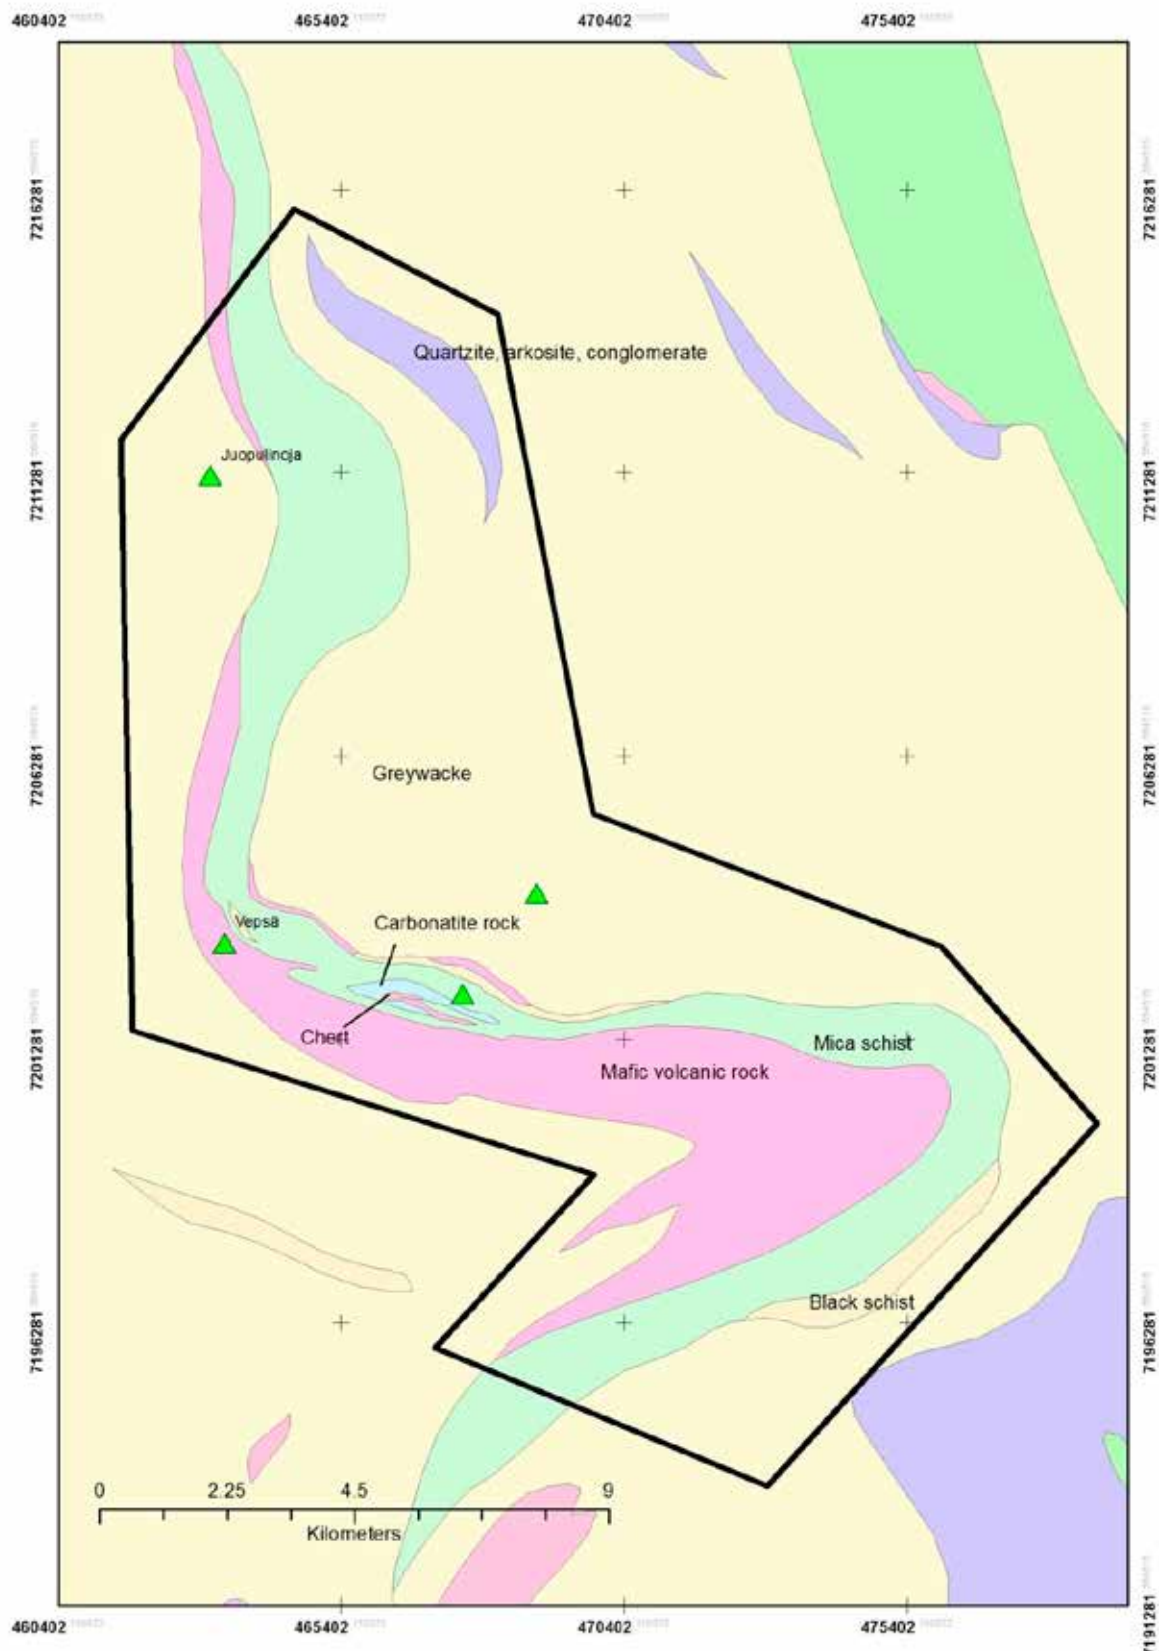 460402 465402 470402 475402
7216281 7216281
Quartzite, arkosite, conglomerate
Juopulinoja
7211281 7211281
Greywacke
7206281 7206281
Vepsä
Carbonatite rock
Chert
Mica schist
Mafic volcanic rock
7201281 7201281
Black schist
7196281 7196281
0 2.25 4.5 9
Kilometers
460402 465402 470402 475402
7191281